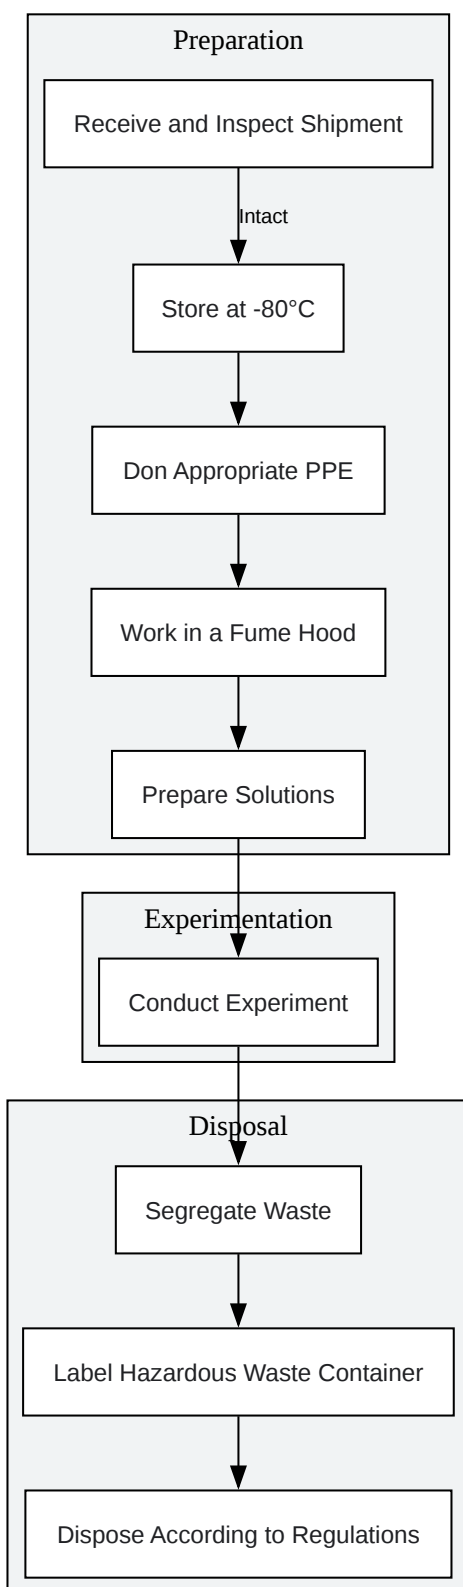 Preparation
Receive and Inspect Shipment
Intact
Store at -80°C
Don Appropriate PPE
Work in a Fume Hood
Prepare Solutions
Experimentation
Conduct Experiment
Disposal
Segregate Waste
Label Hazardous Waste Container
Dispose According to Regulations